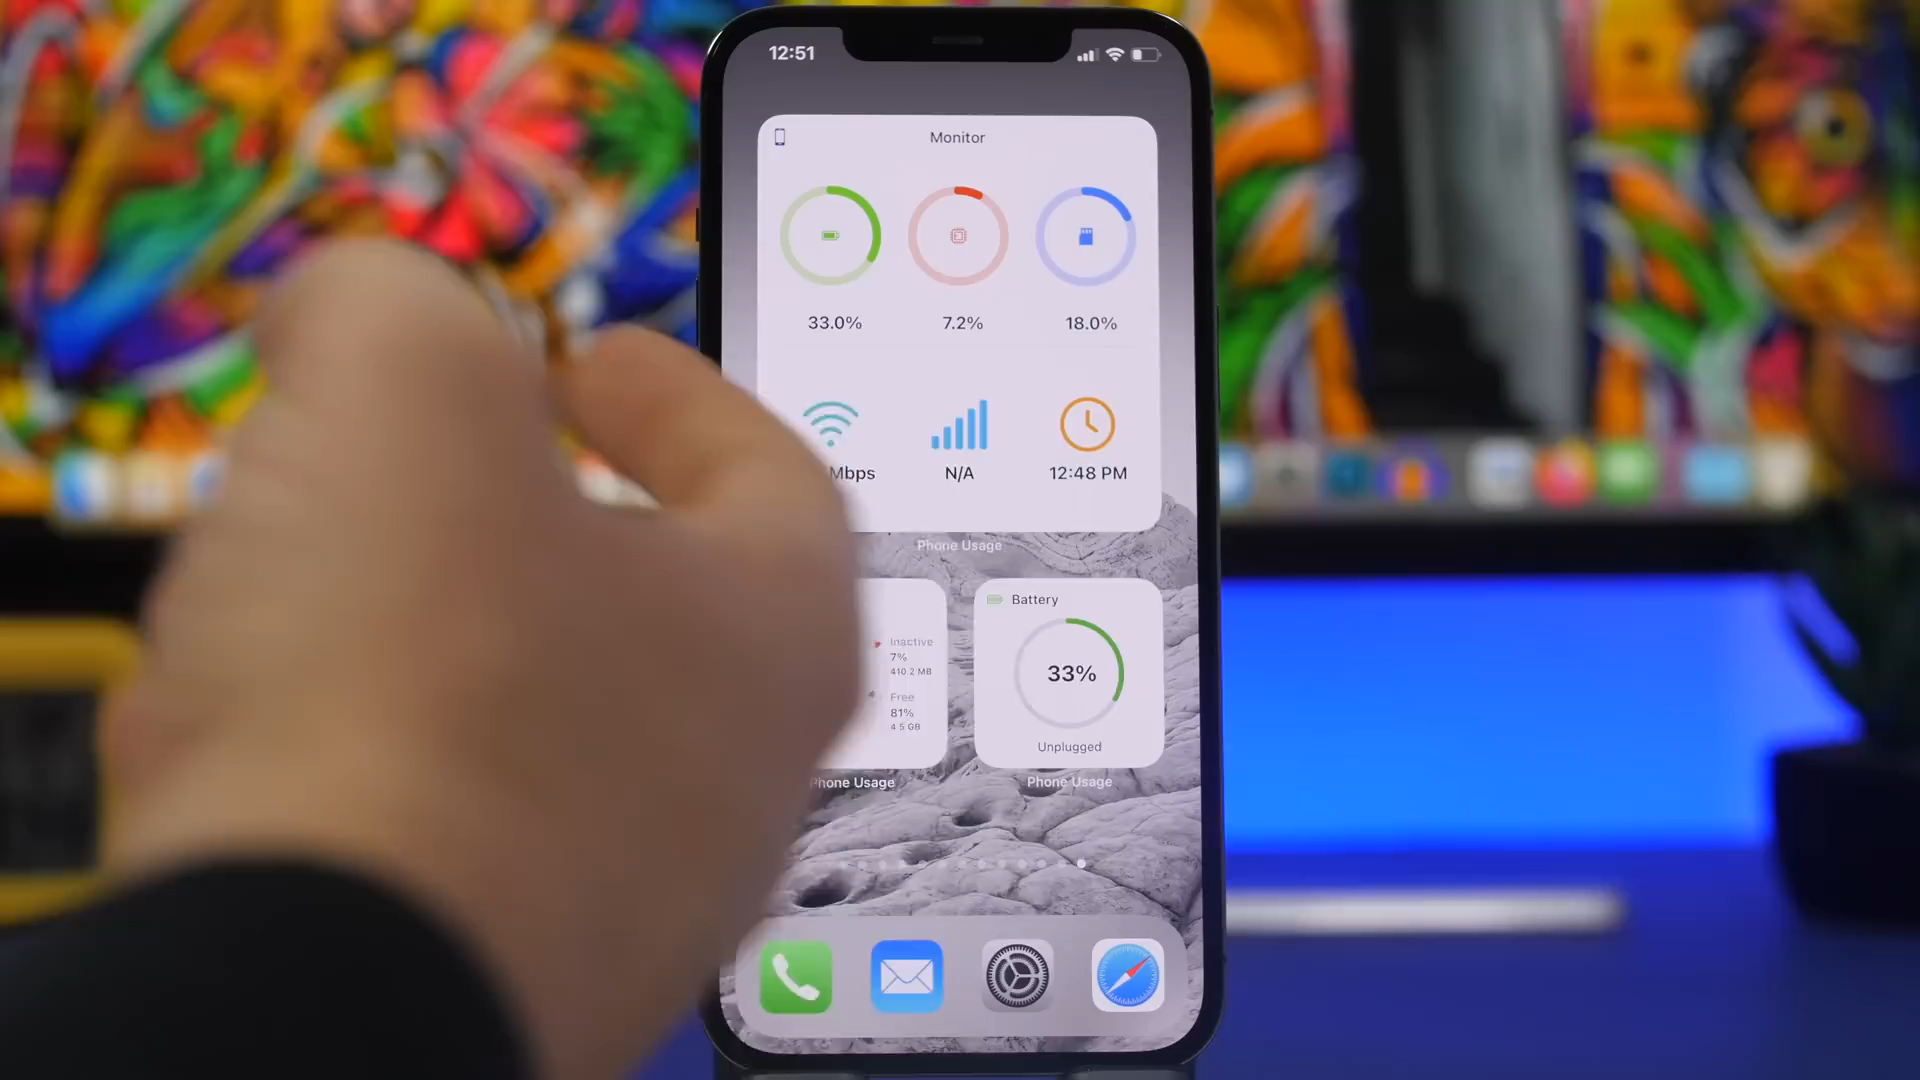 12:51
Monitor
33.0%
7.2%
18.0%
Mbps
N/A
12:48 PM
Phone Usage
Inactive
7%
410.2 MB
Free
81%
4.5 GB
Phone Usage
Battery
33%
Unplugged
Phone Usage